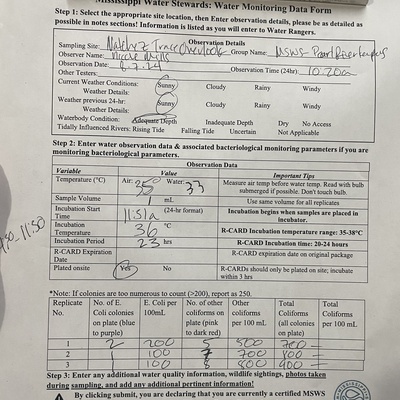 Mississippi Water Stewards: Water Monitoring Data Form
Step 1: Select the appropriate site location, then Enter observation details, please be as detailed as
possible in notes sections! Information is listed as you will enter to Water Rangers.
Observation Details
Sampling Site: Natchez Trace Overlook Group Name: MSWS - Pearl Riverkeeper
Observer Name: Nicole Mills
Observation Date: 8.7.24 Observation Time (24hr): 10:20a
Other Testers:
Current Weather Conditions: Sunny Cloudy Rainy Windy
Weather Details:
Weather previous 24-hr: Sunny Cloudy Rainy Windy
Weather Details:
Waterbody Condition: Adequate Depth Inadequate Depth Dry No Access
Tidally Influenced Rivers: Rising Tide Falling Tide Uncertain Not Applicable
Step 2: Enter water observation data & associated bacteriological monitoring parameters if you are
monitoring bacteriological parameters.
Observation Data
Variable Value Important Tips
Temperature (°C) Air: 35 Water: 33 Measure air temp before water temp. Read with bulb
submerged if possible. Don't touch bulb.
Sample Volume 1 mL Use same volume for all replicates
Incubation Start
Time 11:51a (24-hr format) Incubation begins when samples are placed in
incubator.
Incubation
Temperature 36 °C R-CARD Incubation temperature range: 35-38°C
Incubation Period 23 hrs R-CARD Incubation time: 20-24 hours
R-CARD Expiration
Date R-CARD expiration date on original package
Plated onsite Yes No R-CARDs should only be plated on site; incubate
within 3 hrs
50-11:50
*Note: If colonies are too numerous to count (>200), report as 250.
Replicate
No. No. of E.
Coli colonies
on plate (blue
to purple) E. Coli per
100mL No. of other
coliforms on
plate (pink
to dark red) Other
coliforms
per 100 mL Total
Coliforms
(all colonies
on plate) Total
Coliforms
per 100 mL
1 2 200 5 500 700
2 1 100 7 700 800
3 1 100 8 800 900
Step 3: Enter any additional water quality information, wildlife sightings, photos taken
during sampling, and add any additional pertinent information!
By clicking submit, you are declaring that you are currently a certified MSWS